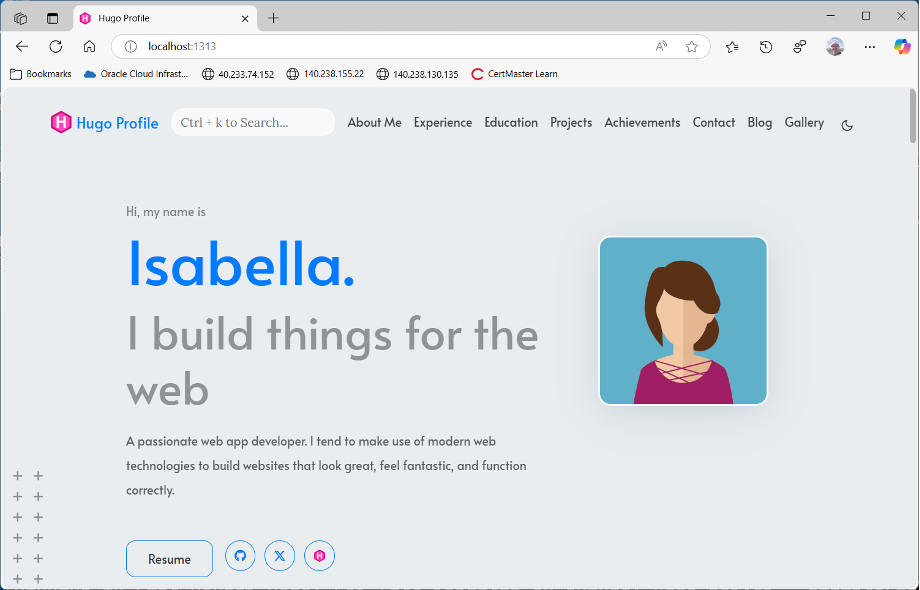 Hugo Profile
localhost:1313
Bookmarks Oracle Cloud Infrast... 40.233.74.152 140.238.155.22 140.238.130.135 CertMaster Learn
H Hugo Profile Ctrl + k to Search... About Me Experience Education Projects Achievements Contact Blog Gallery
Hi, my name is
Isabella.
I build things for the
web
A passionate web app developer. I tend to make use of modern web
technologies to build websites that look great, feel fantastic, and function
correctly.
Resume